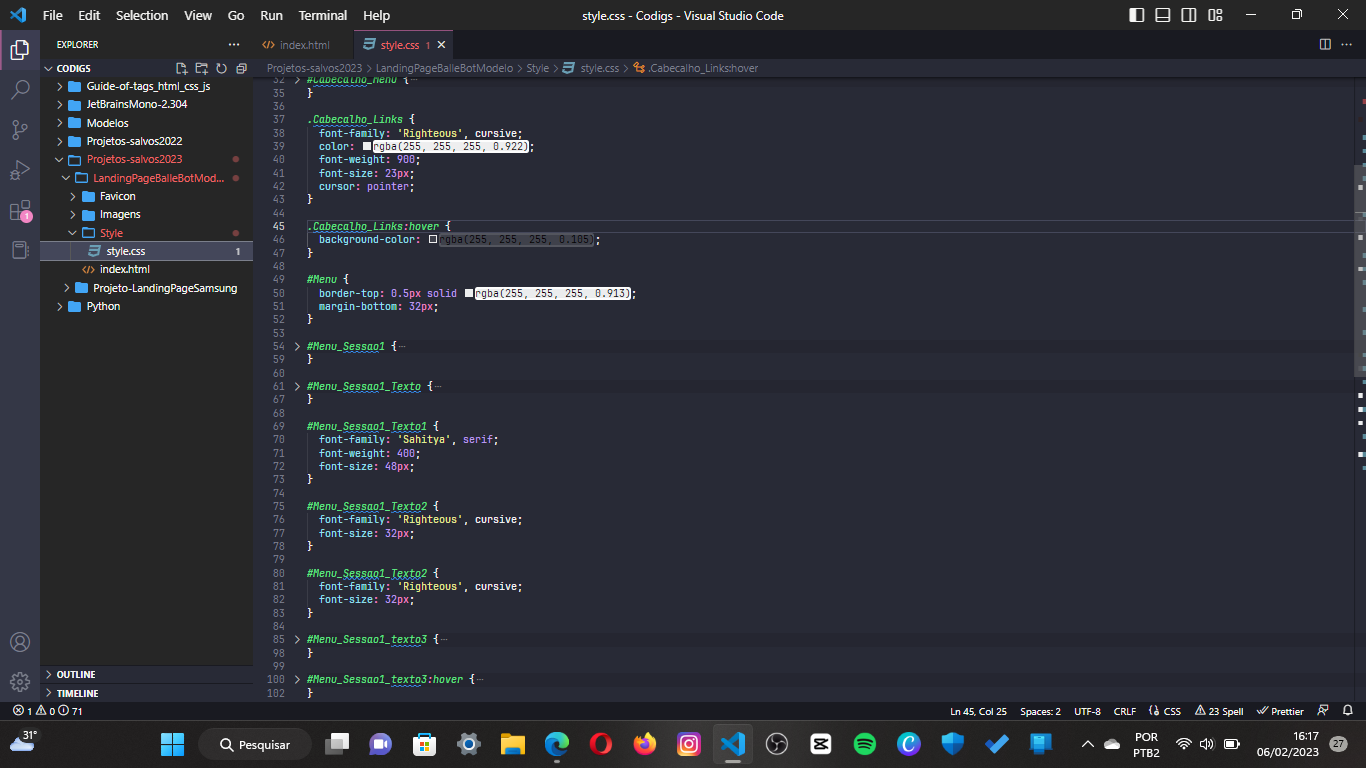 File Edit Selection View Go Run Terminal Help
style.css - Codigs - Visual Studio Code
EXPLORER
CODIGS
Guide-of-tags_html_css_js
JetBrainsMono-2.304
Modelos
Projetos-salvos2022
Projetos-salvos2023
LandingPageBalleBotMod...
Favicon
Imagens
Style
style.css 1
index.html
Projeto-LandingPageSamsung
Python
OUTLINE
TIMELINE
1
index.html
style.css 1
Projetos-salvos2023 > LandingPageBalleBotModelo > Style > style.css > .Cabecalho_Links:hover
32 #Cabecalho_Menu {
35 }
36
37 .Cabecalho_Links {
38 font-family: 'Righteous', cursive;
39 color: rgba(255, 255, 255, 0.922);
40 font-weight: 900;
41 font-size: 23px;
42 cursor: pointer;
43 }
44
45 .Cabecalho_Links:hover {
46 background-color: rgba(255, 255, 255, 0.105);
47 }
48
49 #Menu {
50 border-top: 0.5px solid rgba(255, 255, 255, 0.913);
51 margin-bottom: 32px;
52 }
53
54 #Menu_Sessao1 {
59 }
60
61 #Menu_Sessao1_Texto {
67 }
68
69 #Menu_Sessao1_Texto1 {
70 font-family: 'Sahitya', serif;
71 font-weight: 400;
72 font-size: 48px;
73 }
74
75 #Menu_Sessao1_Texto2 {
76 font-family: 'Righteous', cursive;
77 font-size: 32px;
78 }
79
80 #Menu_Sessao1_Texto2 {
81 font-family: 'Righteous', cursive;
82 font-size: 32px;
83 }
84
85 #Menu_Sessao1_texto3 {
98 }
99
100 #Menu_Sessao1_texto3:hover {
102 }
1 0 71
Ln 45, Col 25 Spaces: 2 UTF-8 CRLF CSS 23 Spell Prettier
31°
Pesquisar
POR
PTB2
16:17
06/02/2023
27